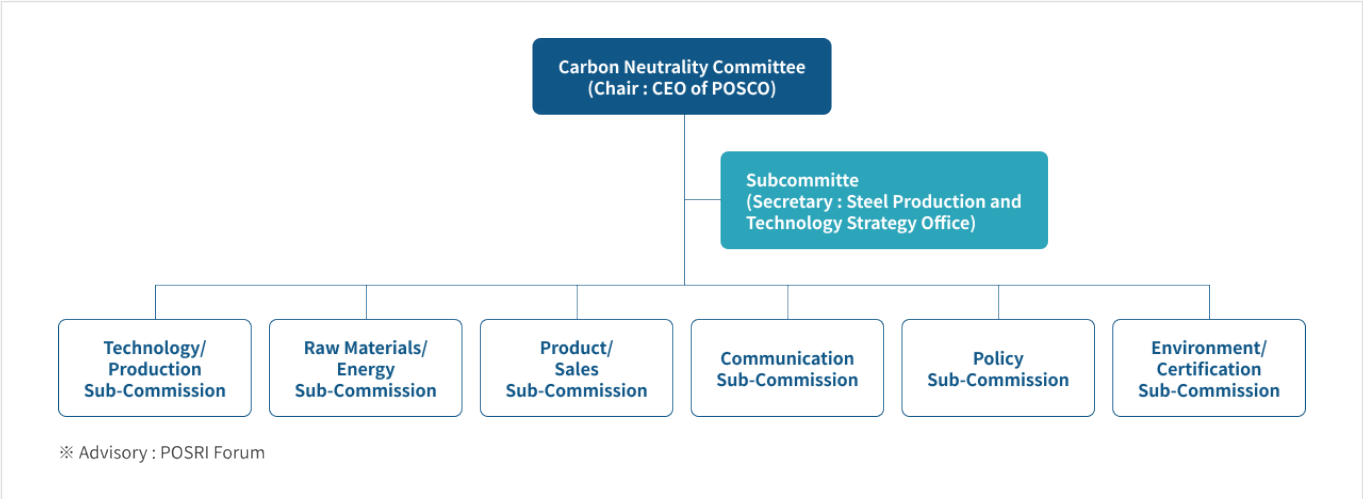 Carbon Neutrality Committee
(Chair : CEO of POSCO)
Subcommitte
(Secretary : Steel Production and
Technology Strategy Office)
Technology/
Production
Sub-Commission
Raw Materials/
Energy
Sub-Commission
Product/
Sales
Sub-Commission
Communication
Sub-Commission
Policy
Sub-Commission
Environment/
Certification
Sub-Commission
※ Advisory : POSRI Forum